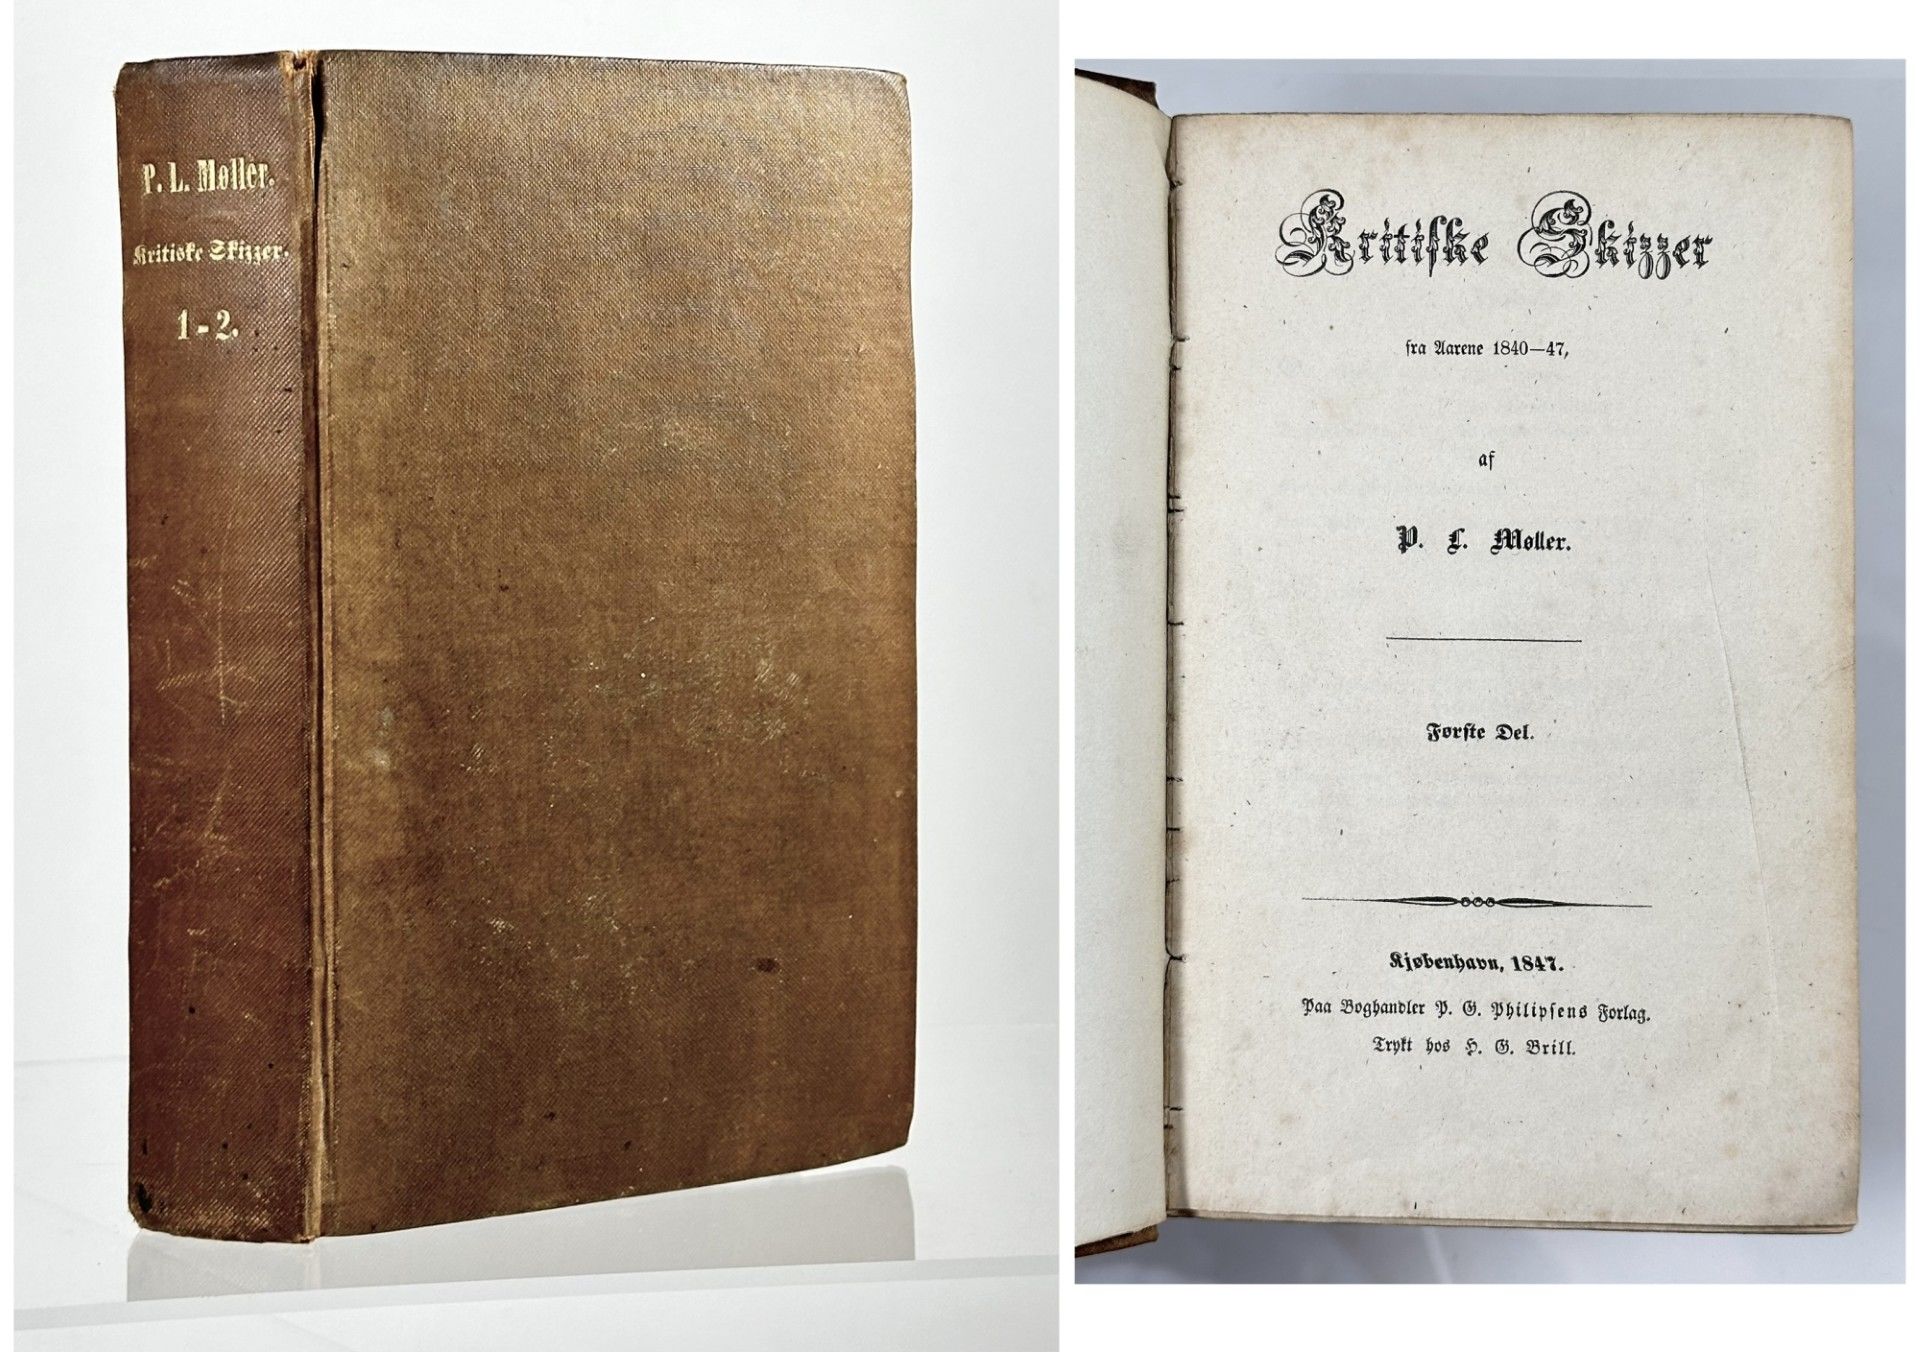 P. L. Møller.
Kritiske Skizzer.
1-2.
Kritiske Skizzer
fra Aarene 1840—47,
af
P. L. Møller.
Første Del.
Kjøbenhavn, 1847.
Paa Boghandler P. G. Philipsens Forlag.
Trykt hos H. G. Brill.